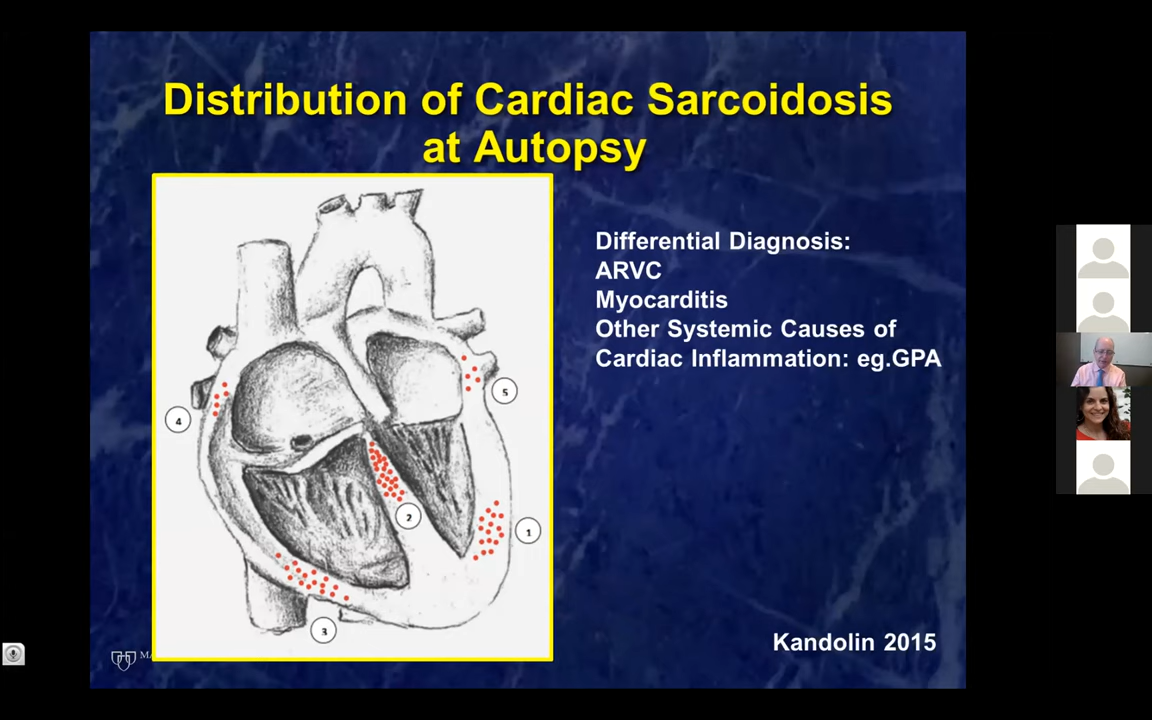 Distribution of Cardiac Sarcoidosis
at Autopsy
Differential Diagnosis:
ARVC
Myocarditis
Other Systemic Causes of
Cardiac Inflammation: eg.GPA
5
4
2
1
3
Kandolin 2015